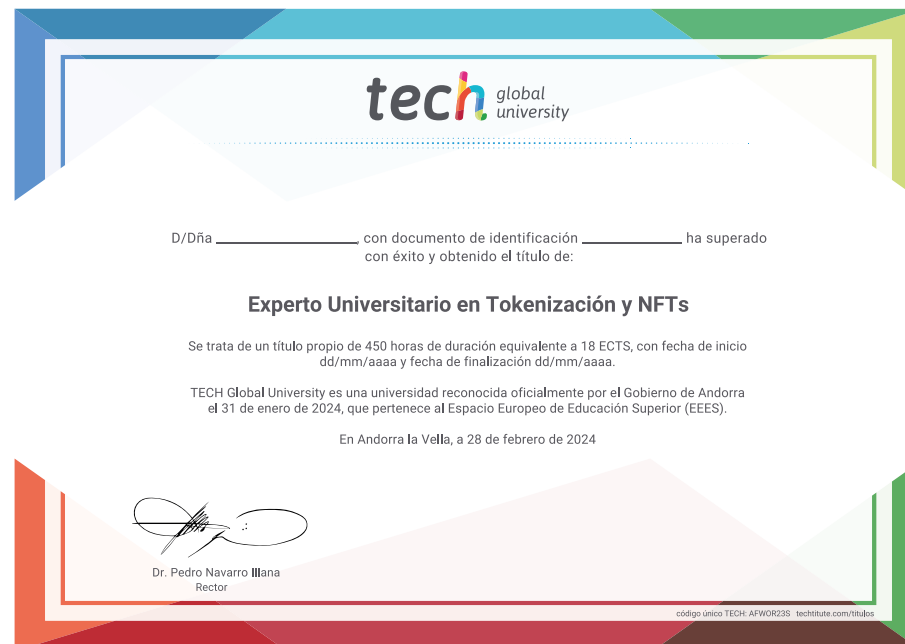 tech global university
D/Dña ______________, con documento de identificación __________ ha superado
con éxito y obtenido el título de:
Experto Universitario en Tokenización y NFTs
Se trata de un título propio de 450 horas de duración equivalente a 18 ECTS, con fecha de inicio
dd/mm/aaaa y fecha de finalización dd/mm/aaaa.
TECH Global University es una universidad reconocida oficialmente por el Gobierno de Andorra
el 31 de enero de 2024, que pertenece al Espacio Europeo de Educación Superior (EEES).
En Andorra la Vella, a 28 de febrero de 2024
Dr. Pedro Navarro Illana
Rector
código único TECH: AFWOR23S techtitute.com/titulos